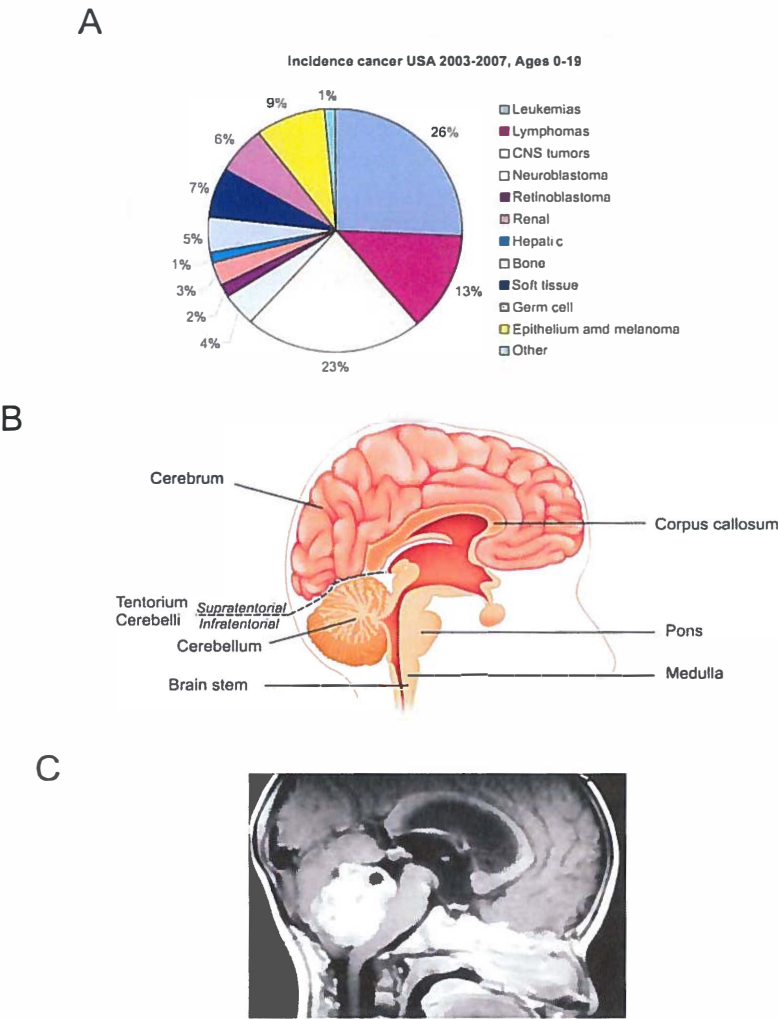 A
Incidence cancer USA 2003-2007, Ages 0-19
1%
9%
26%
6%
7%
5%
1%
3%
2%
4%
23%
13%
Leukemias
Lymphomas
CNS tumors
Neuroblastoma
Retinoblastoma
Renal
Hepatic
Bone
Soft tissue
Germ cell
Epithelium amd melanoma
Other
B
Cerebrum
Corpus callosum
Tentorium
Cerebelli
Supratentorial
Infratentorial
Cerebellum
Pons
Brain stem
Medulla
C